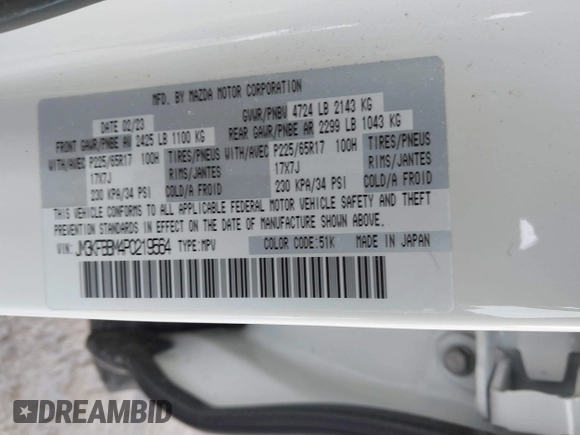 MFD. BY MAZDA MOTOR CORPORATION
DATE 02/23 GVWR/PNBV 4724 LB 2143 KG
FRONT GAWR/PNBE AV 2425 LB 1100 KG REAR GAWR/PNBE AR 2299 LB 1043 KG
WITH/AVEC P225/65R17 100H TIRES/PNEUS WITH/AVEC P225/65R17 100H TIRES/PNEUS
17X7J RIMS/JANTES 17X7J RIMS/JANTES
230 KPA/34 PSI COLD/A FROID 230 KPA/34 PSI COLD/A FROID
THIS VEHICLE CONFORMS TO ALL APPLICABLE FEDERAL MOTOR VEHICLE SAFETY AND THEFT
PREVENTION STANDARDS IN EFFECT ON THE DATE OF MANUFACTURE SHOWN ABOVE.
VIN: JM3KFBBM4P0219564 TYPE:MPV COLOR CODE:51K MADE IN JAPAN
DREAMBID